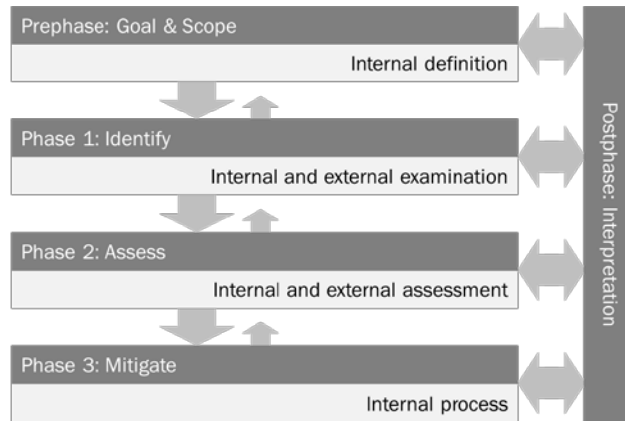 Prephase: Goal & Scope
Internal definition
Phase 1: Identify
Internal and external examination
Phase 2: Assess
Internal and external assessment
Phase 3: Mitigate
Internal process
Postphase: Interpretation